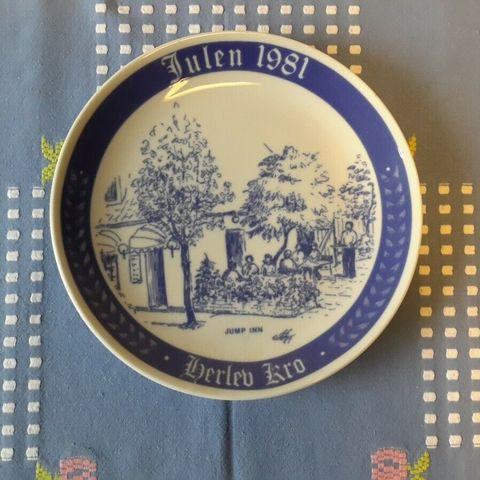 Julen 1981
JUMP INN
Herlev Kro